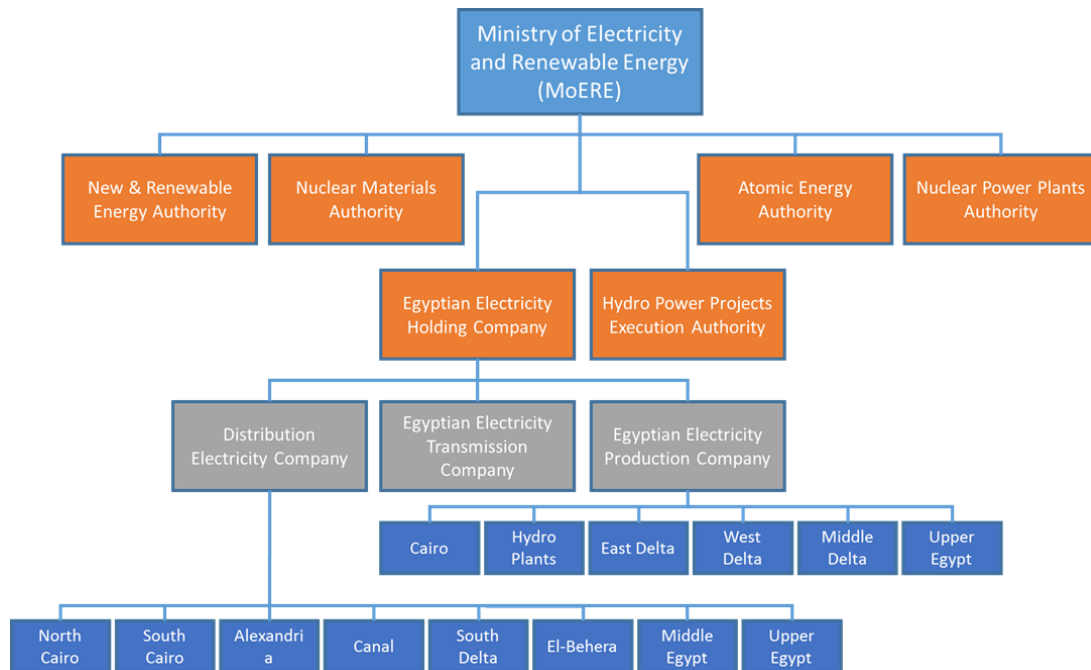 Ministry of Electricity
and Renewable Energy
(MoERE)
New & Renewable
Energy Authority
Nuclear Materials
Authority
Atomic Energy
Authority
Nuclear Power Plants
Authority
Egyptian Electricity
Holding Company
Hydro Power Projects
Execution Authority
Distribution
Electricity Company
Egyptian Electricity
Transmission
Company
Egyptian Electricity
Production Company
Cairo
Hydro
Plants
East Delta
West
Delta
Middle
Delta
Upper
Egypt
North
Cairo
South
Cairo
Alexandri
a
Canal
South
Delta
El-Behera
Middle
Egypt
Upper
Egypt